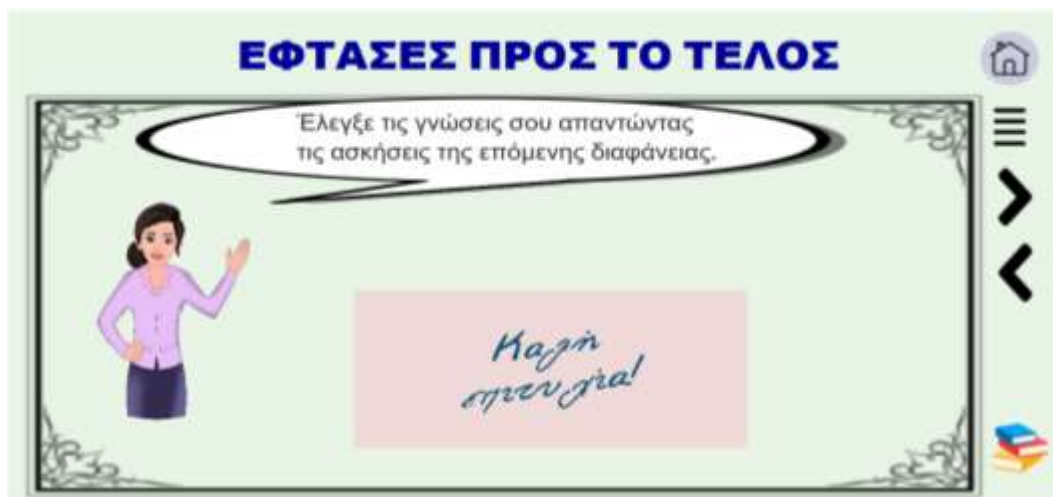 ΕΦΤΑΣΕΣ ΠΡΟΣ ΤΟ ΤΕΛΟΣ
Έλεγξε τις γνώσεις σου απαντώντας
τις ασκήσεις της επόμενης διαφάνειας.
Καλή
επιτυχία!